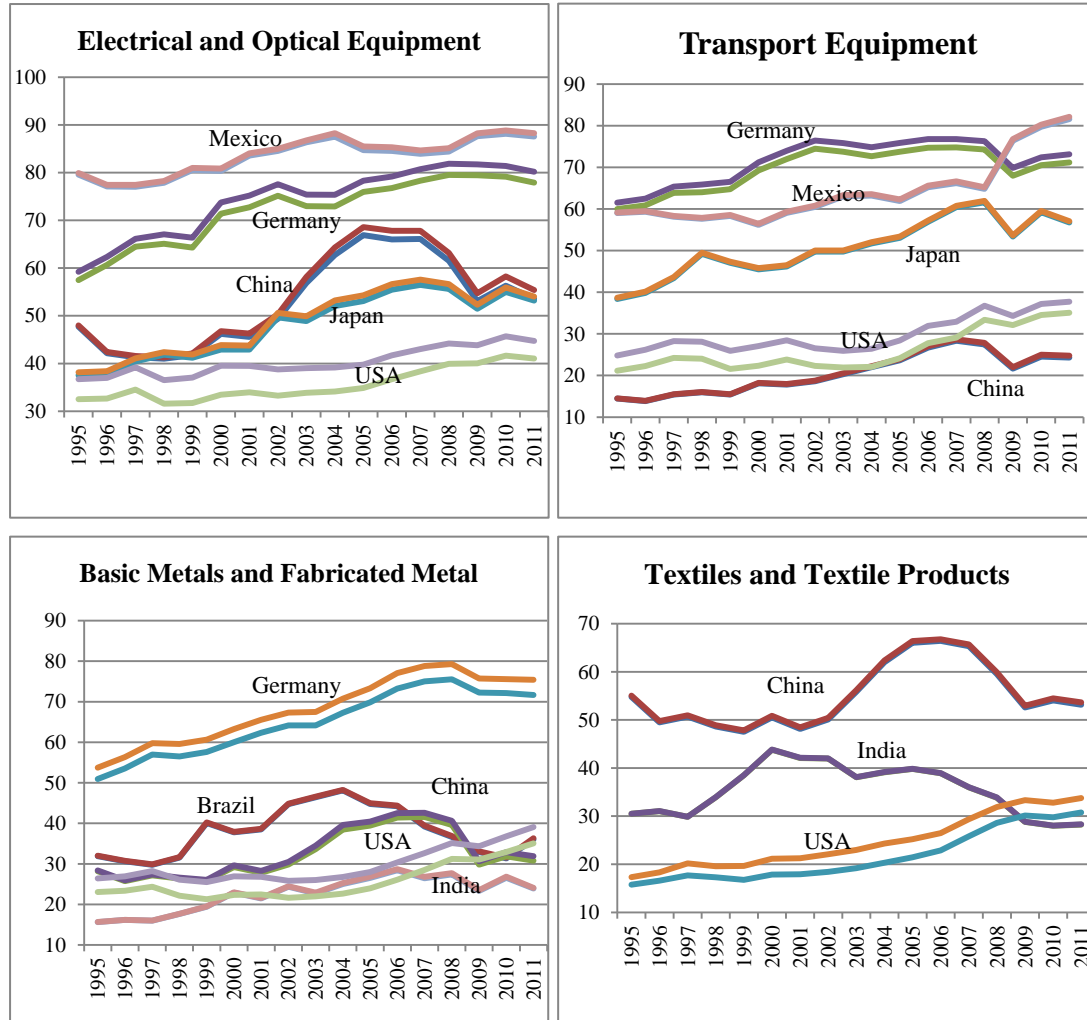 Electrical and Optical Equipment
100
90
80
70
60
50
40
30
Mexico
Germany
China
Japan
USA
1995 1996 1997 1998 1999 2000 2001 2002 2003 2004 2005 2006 2007 2008 2009 2010 2011
Transport Equipment
90
80
70
60
50
40
30
20
10
Germany
Mexico
Japan
USA
China
1995 1996 1997 1998 1999 2000 2001 2002 2003 2004 2005 2006 2007 2008 2009 2010 2011
Basic Metals and Fabricated Metal
90
80
70
60
50
40
30
20
10
Germany
China
Brazil
USA
India
1995 1996 1997 1998 1999 2000 2001 2002 2003 2004 2005 2006 2007 2008 2009 2010 2011
Textiles and Textile Products
70
60
50
40
30
20
10
China
India
USA
1995 1996 1997 1998 1999 2000 2001 2002 2003 2004 2005 2006 2007 2008 2009 2010 2011